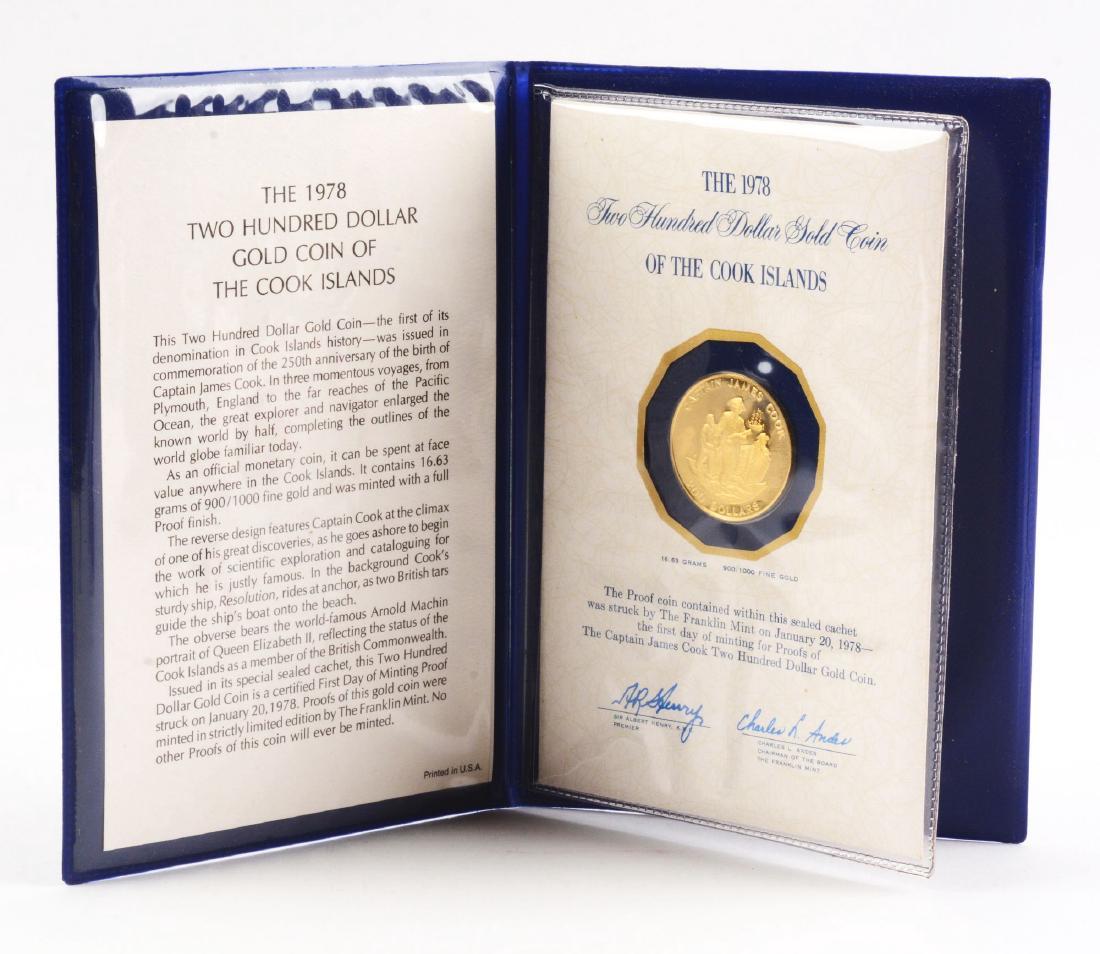 THE 1978
TWO HUNDRED DOLLAR
GOLD COIN OF
THE COOK ISLANDS
This Two Hundred Dollar Gold Coin—the first of its
denomination in Cook Islands history—was issued in
commemoration of the 250th anniversary of the birth of
Captain James Cook. In three momentous voyages, from
Plymouth, England to the far reaches of the Pacific
Ocean, the great explorer and navigator enlarged the
known world by half, completing the outlines of the
world globe familiar today.
As an official monetary coin, it can be spent at face
value anywhere in the Cook Islands. It contains 16.63
grams of 900/1000 fine gold and was minted with a full
Proof finish.
The reverse design features Captain Cook at the climax
of one of his great discoveries, as he goes ashore to begin
the work of scientific exploration and cataloguing for
which he is justly famous. In the background Cook's
sturdy ship, Resolution, rides at anchor, as two British tars
guide the ship's boat onto the beach.
The obverse bears the world-famous Arnold Machin
portrait of Queen Elizabeth II, reflecting the status of the
Cook Islands as a member of the British Commonwealth.
Issued in its special sealed cachet, this Two Hundred
Dollar Gold Coin is a certified First Day of Minting Proof
struck on January 20, 1978. Proofs of this gold coin were
minted in strictly limited edition by The Franklin Mint. No
other Proofs of this coin will ever be minted.
Printed in U.S.A.
THE 1978
Two Hundred Dollar Gold Coin
OF THE COOK ISLANDS
CAPTAIN JAMES COOK
200 DOLLARS
16.63 GRAMS 900/1000 FINE GOLD
The Proof coin contained within this sealed cachet
was struck by The Franklin Mint on January 20, 1978—
the first day of minting for Proofs of
The Captain James Cook Two Hundred Dollar Gold Coin.
SIR ALBERT HENRY,
PREMIER
Charles L. Andes
CHARLES L. ANDES
CHAIRMAN OF THE BOARD
THE FRANKLIN MINT